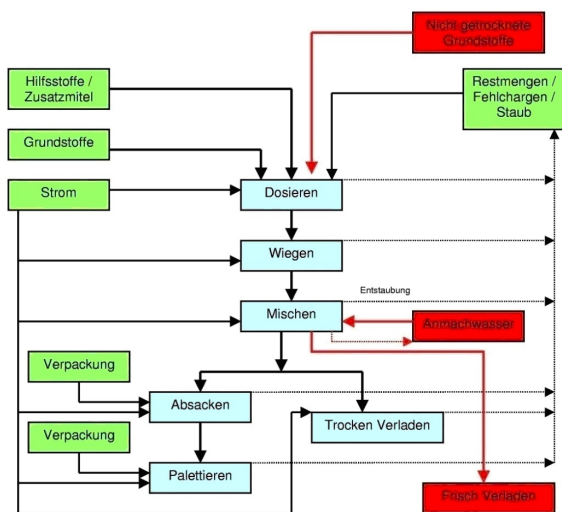 Nicht getrocknete
Grundstoffe
Hilfsstoffe /
Zusatzmitel
Restmengen /
Fehlchargen /
Staub
Grundstoffe
Strom
Dosieren
Wiegen
Entstaubung
Mischen
Anmachwasser
Verpackung
Absacken
Trocken Verladen
Verpackung
Palettieren
Frisch Verladen